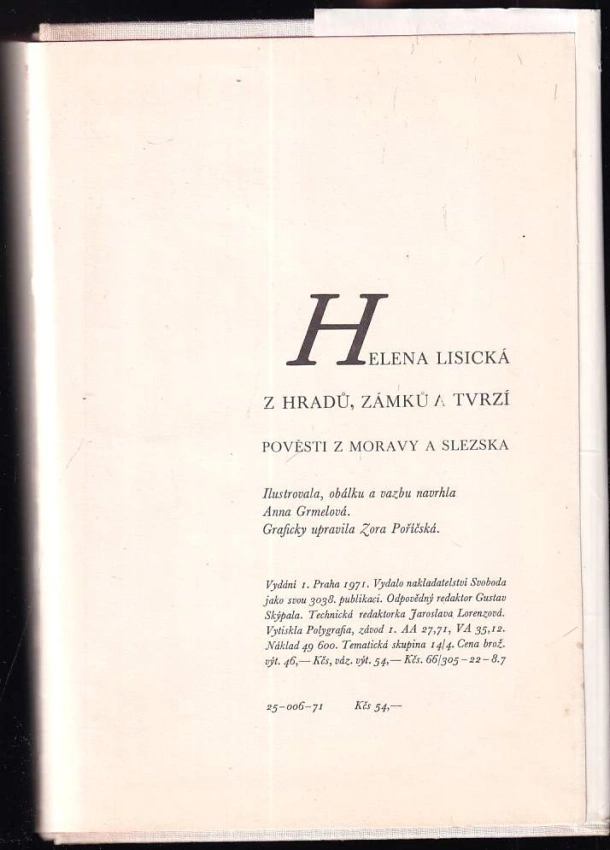 HELENA LISICKÁ
Z HRADŮ, ZÁMKŮ A TVRZÍ
POVĚSTI Z MORAVY A SLEZSKA
Ilustrovala, obálku a vazbu navrhla
Anna Grmelová.
Graficky upravila Zora Poříčská.
Vydání 1. Praha 1971. Vydalo nakladatelství Svoboda
jako svou 3038. publikaci. Odpovědný redaktor Gustav
Skýpala. Technická redaktorka Jaroslava Lorenzová.
Vytiskla Polygrafia, závod 1. AA 27,71, VA 35,12.
Náklad 49 600. Tematická skupina 14/4. Cena brož.
výt. 46,— Kčs, váz. výt. 54,— Kčs. 66/305–22–8.7
25–006–71 Kčs 54,—